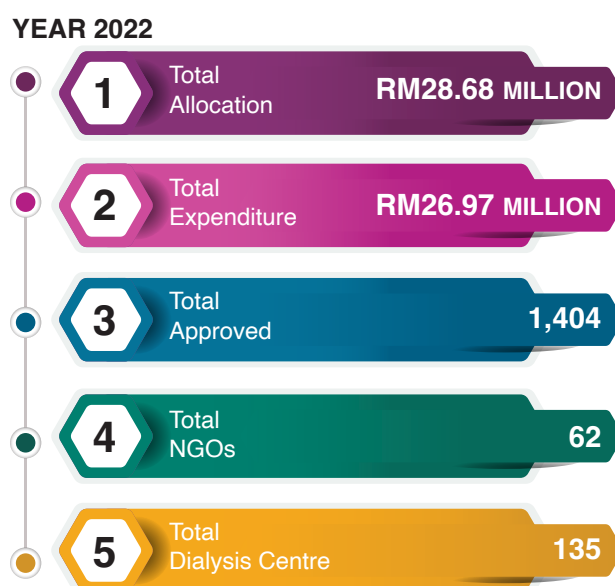 YEAR 2022
1
Total
Allocation
RM28.68 MILLION
2
Total
Expenditure
RM26.97 MILLION
3
Total
Approved
1,404
4
Total
NGOs
62
5
Total
Dialysis Centre
135